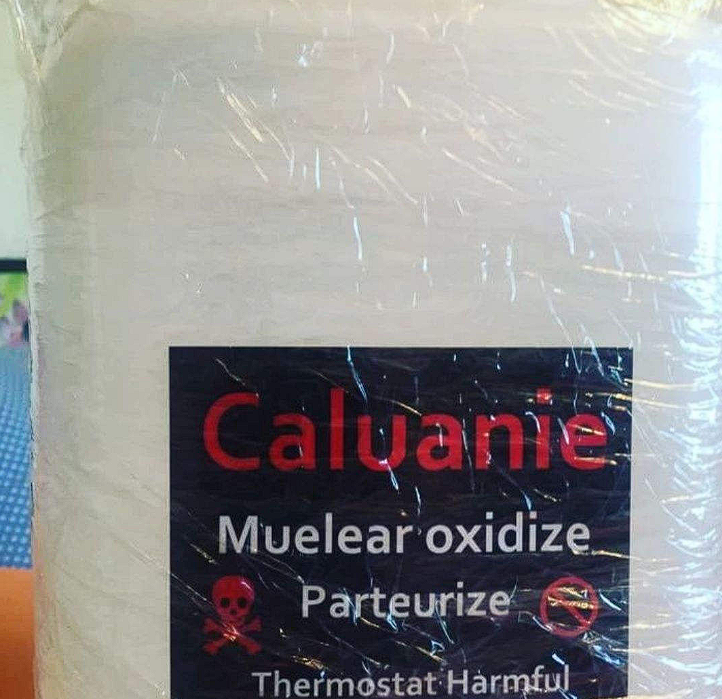 Caluanie
Muelear oxidize
Parteurize
Thermostat Harmful